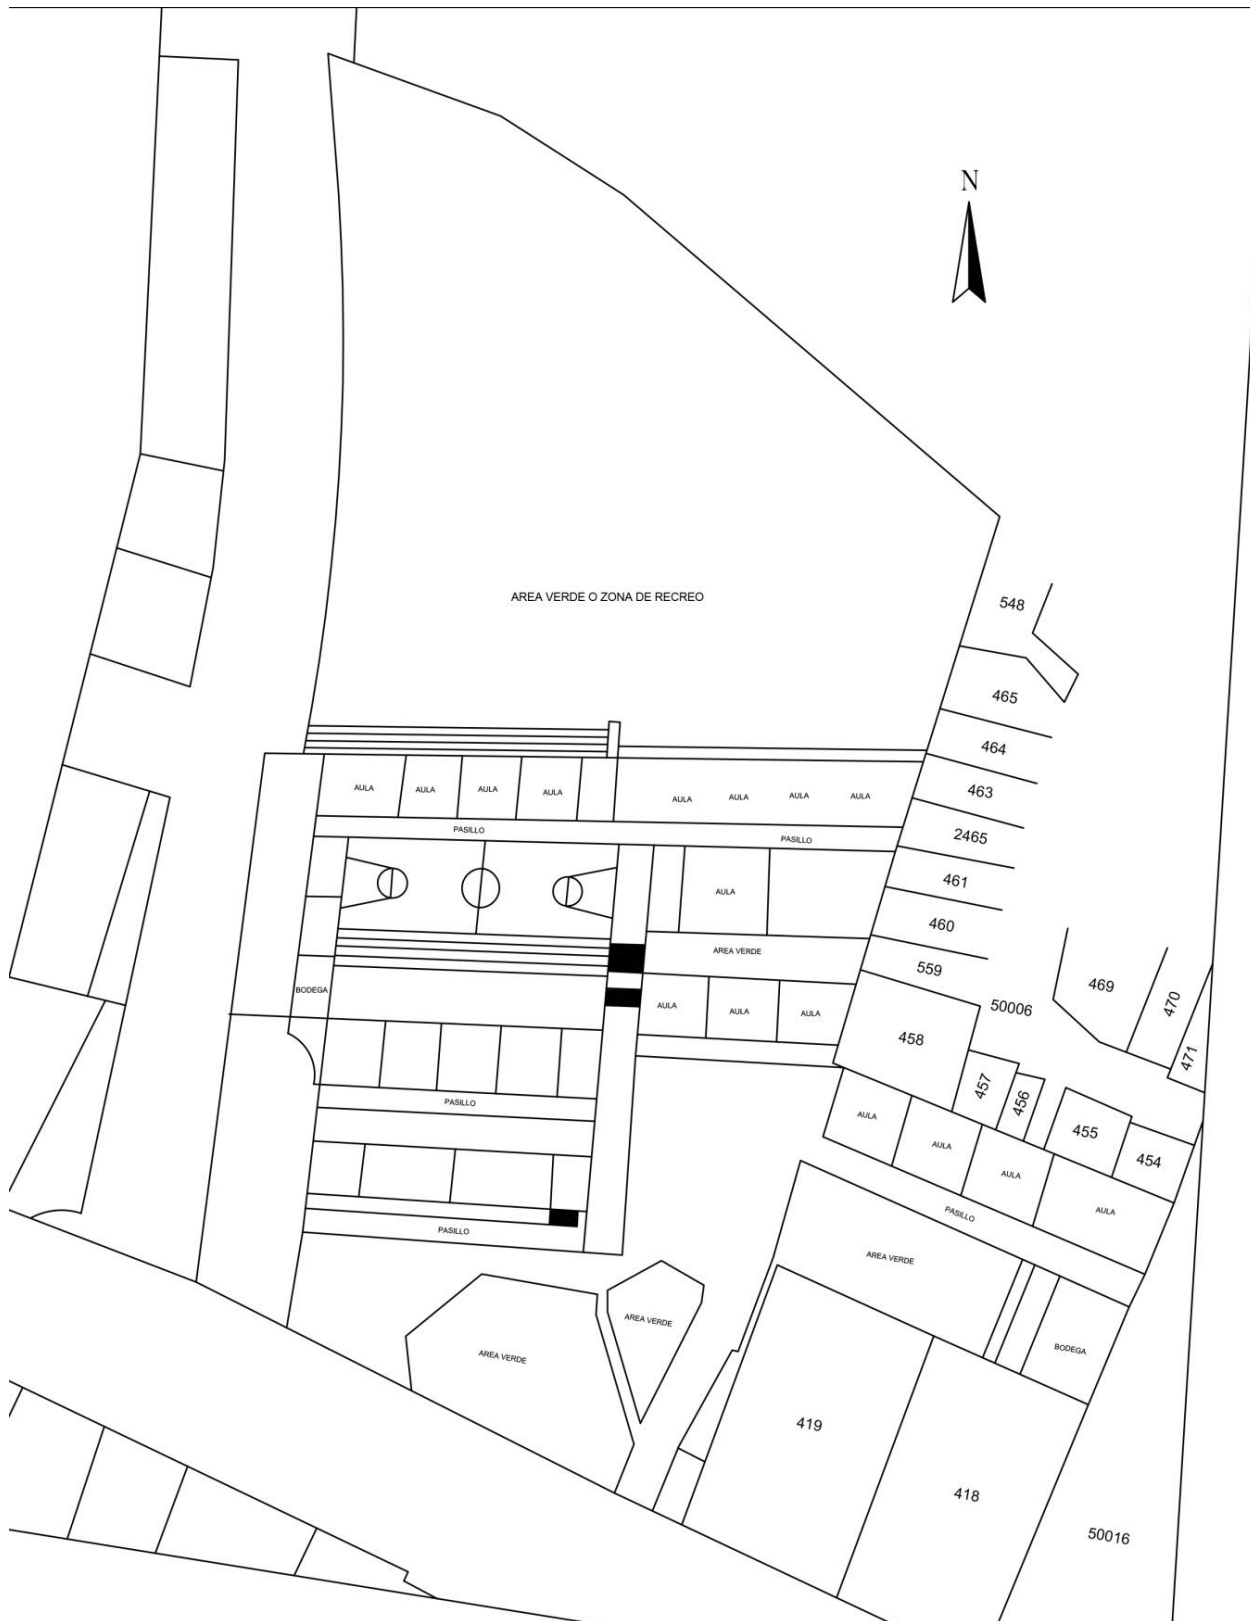 N
AREA VERDE O ZONA DE RECREO
548
465
464
463
2465
461
460
559
50006
469
470
471
458
457
456
455
454
AULA
AULA
AULA
AULA
AULA
AULA
AULA
AULA
PASILLO
PASILLO
AULA
AREA VERDE
BODEGA
AULA
AULA
AULA
PASILLO
AULA
AULA
AULA
AULA
PASILLO
PASILLO
AREA VERDE
AREA VERDE
AREA VERDE
BODEGA
419
418
50016